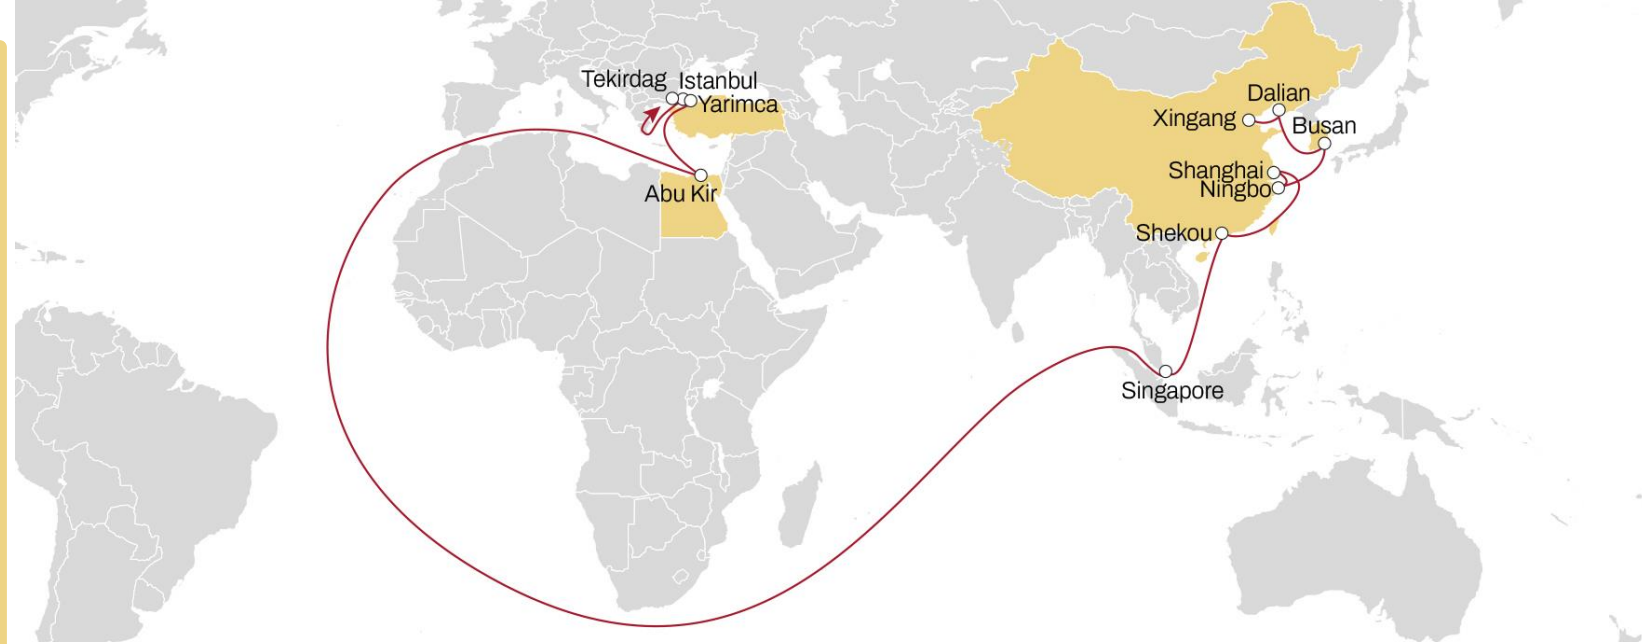 Tekirdag
Istanbul
Yarimca
Abu Kir
Dalian
Xingang
Busan
Shanghai
Ningbo
Shekou
Singapore